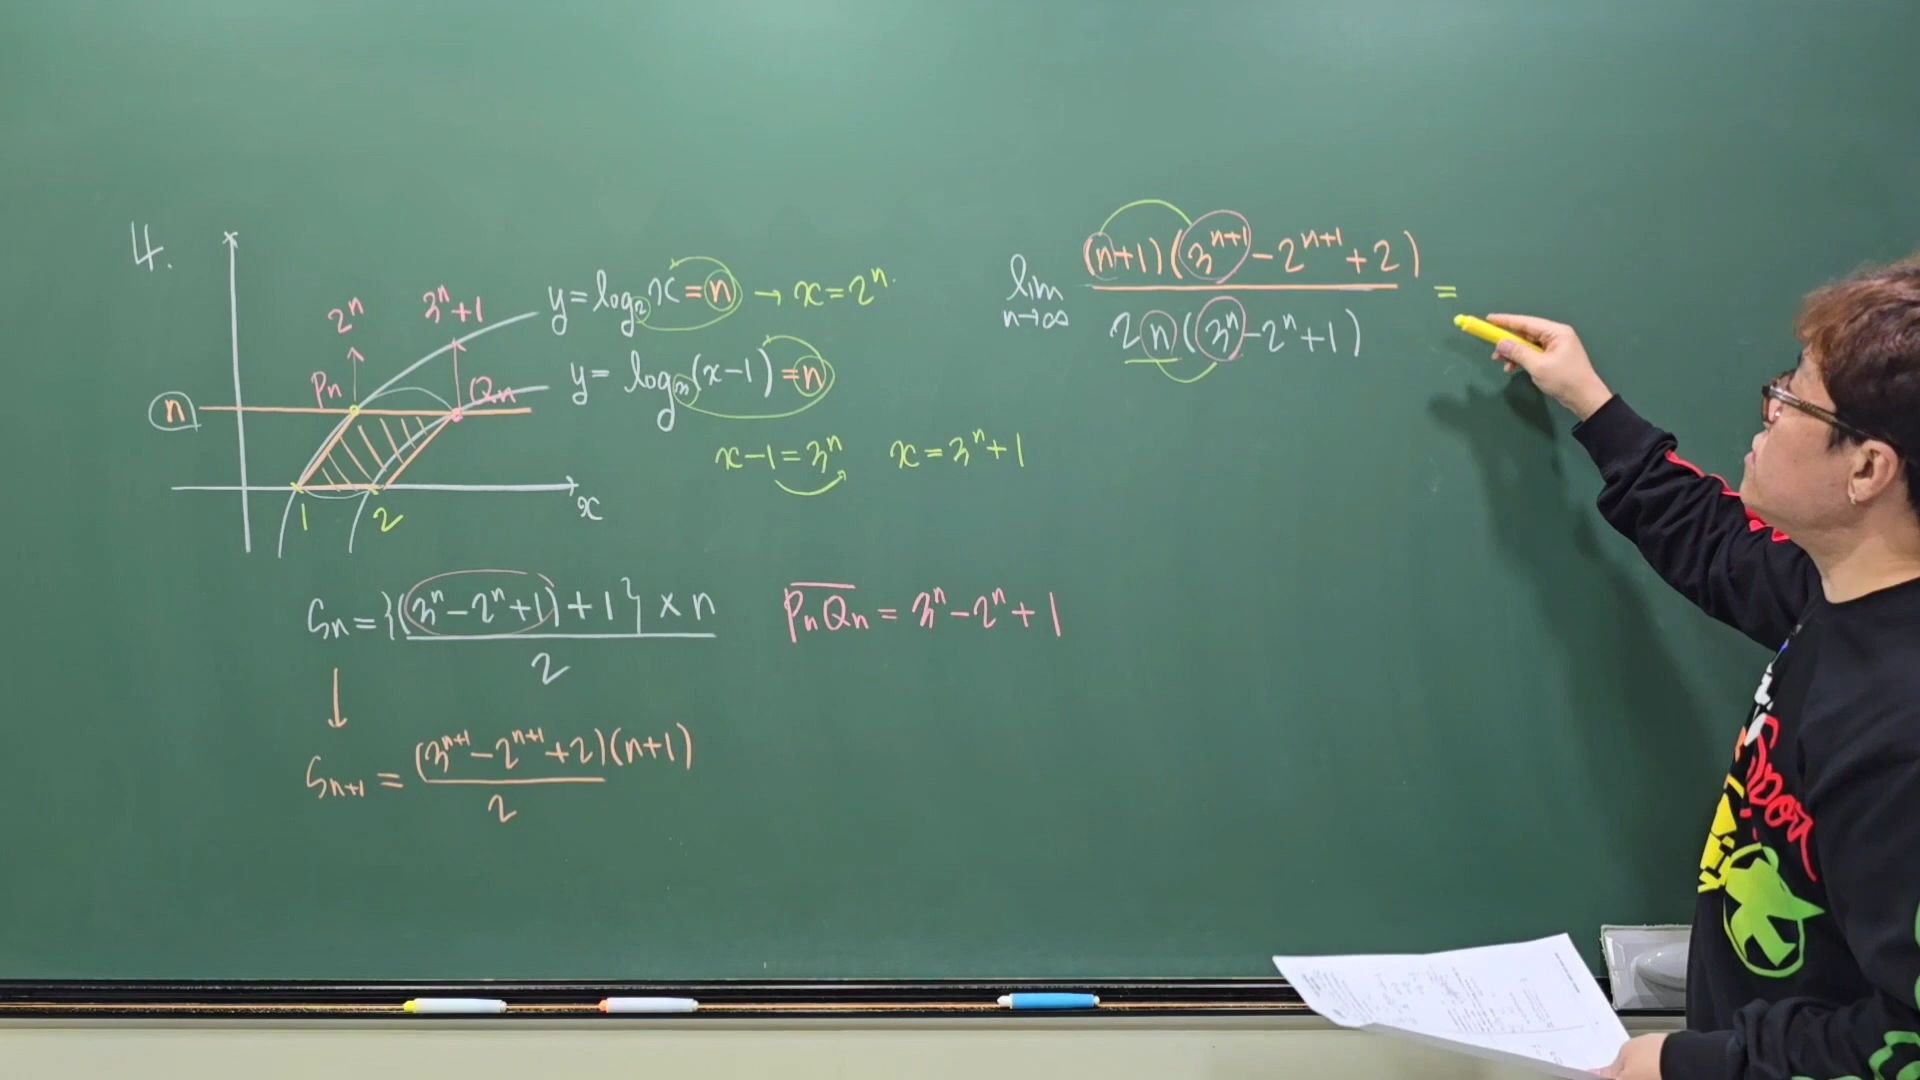 4.
2ⁿ
3ⁿ+1
Pn
Qn
n
1
2
x
y=log₂x=n → x=2ⁿ.
y=log₃(x-1)=n
x-1=3ⁿ x=3ⁿ+1
Sn={(3ⁿ-2ⁿ+1)+1}×n / 2
PnQn=3ⁿ-2ⁿ+1
↓
Sn+1=(3ⁿ⁺¹-2ⁿ⁺¹+2)(n+1) / 2
lim n→∞ (n+1)(3ⁿ⁺¹-2ⁿ⁺¹+2) / 2n(3ⁿ-2ⁿ+1) =